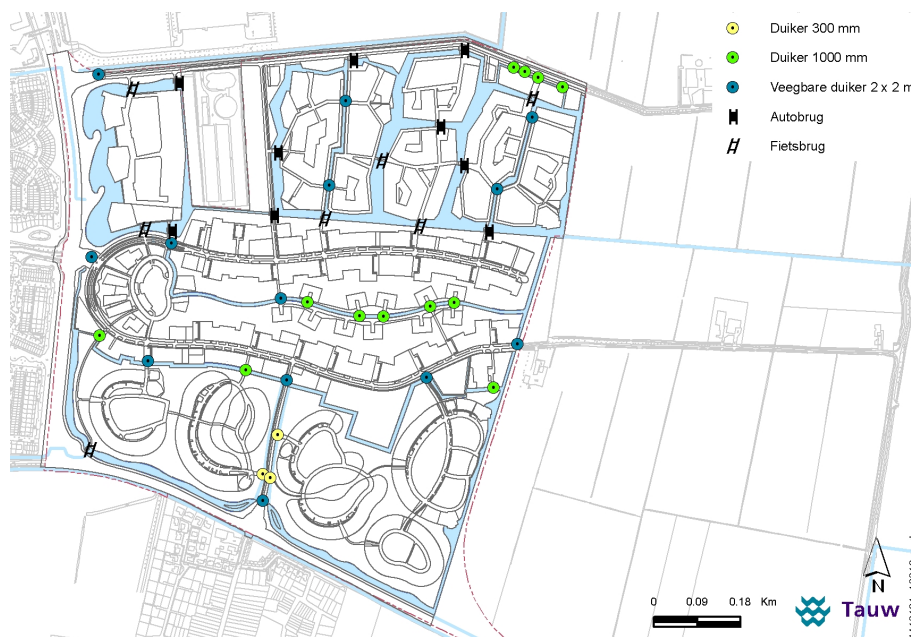 Duiker 300 mm
Duiker 1000 mm
Veegbare duiker 2 x 2 m
Autobrug
Fietsbrug
N
0 0.09 0.18 Km
Tauw